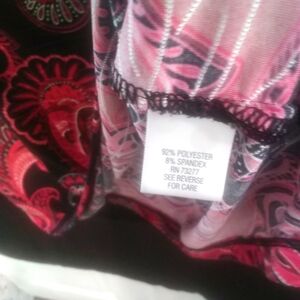 92% POLYESTER
8% SPANDEX
RN 73277
SEE REVERSE
FOR CARE